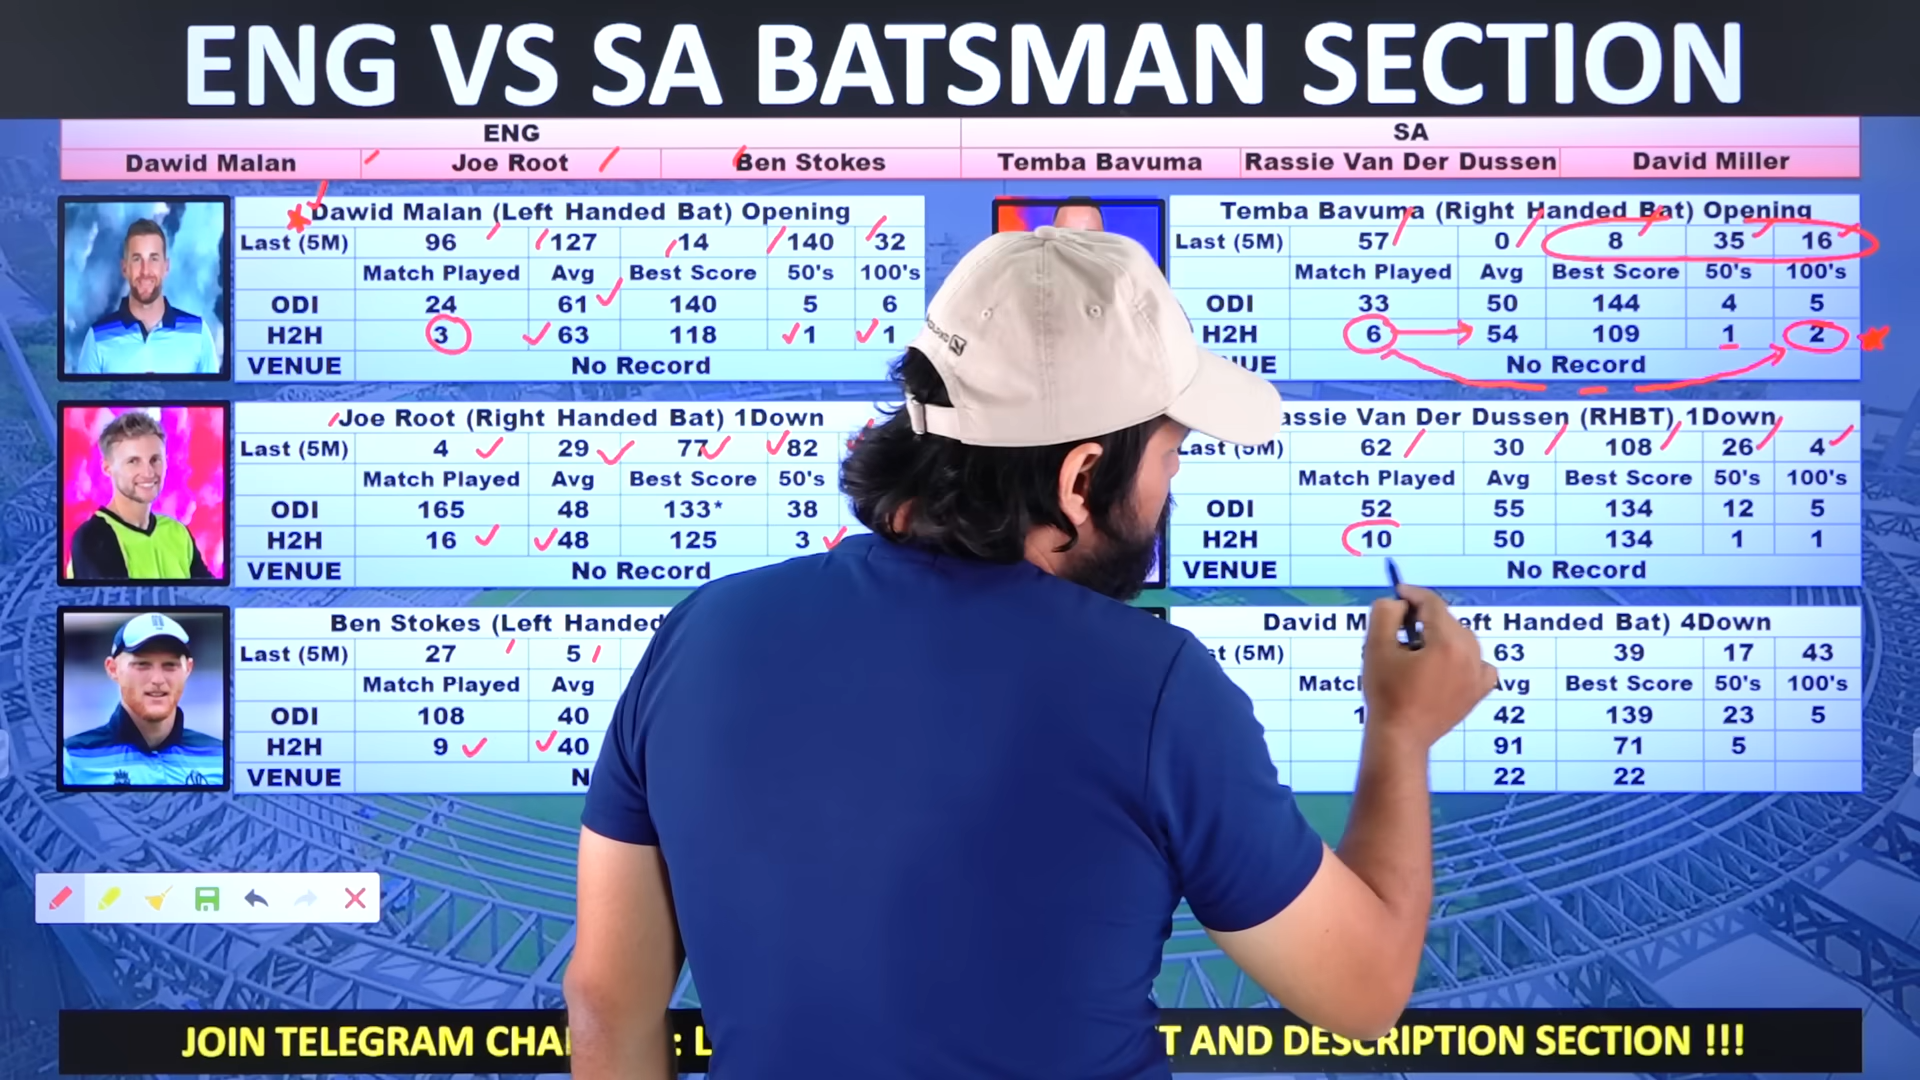 ENG VS SA BATSMAN SECTION
ENG SA
Dawid Malan Joe Root Ben Stokes Temba Bavuma Rassie Van Der Dussen David Miller
Dawid Malan (Left Handed Bat) Opening
Last (5M) 96 127 14 140 32
Match Played Avg Best Score 50's 100's
ODI 24 61 140 5 6
H2H 3 63 118 1 1
VENUE No Record
Temba Bavuma (Right Handed Bat) Opening
Last (5M) 57 0 8 35 16
Match Played Avg Best Score 50's 100's
ODI 33 50 144 4 5
H2H 6 54 109 1 2
No Record
Joe Root (Right Handed Bat) 1Down
Last (5M) 4 29 77 82
Match Played Avg Best Score 50's
ODI 165 48 133* 38
H2H 16 48 125 3
VENUE No Record
Van Der Dussen (RHBT) 1Down
Last (5M) 62 30 108 26 4
Match Played Avg Best Score 50's 100's
ODI 52 55 134 12 5
H2H 10 50 134 1 1
VENUE No Record
Ben Stokes (Left Handed
Last (5M) 27 5
Match Played Avg
ODI 108 40
H2H 9 40
VENUE
David Handed Bat) 4Down
(5M) 63 39 17 43
Avg Best Score 50's 100's
42 139 23 5
91 71 5
22 22
JOIN TELEGRAM AND DESCRIPTION SECTION !!!